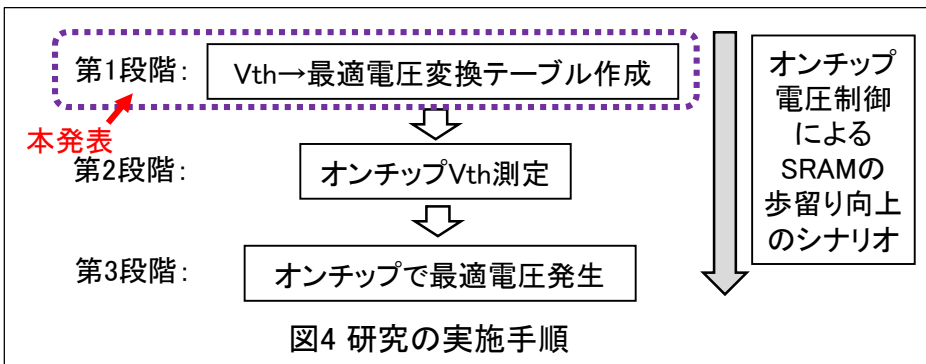 第1段階： Vth→最適電圧変換テーブル作成
本発表
第2段階： オンチップVth測定
第3段階： オンチップで最適電圧発生
オンチップ
電圧制御
による
SRAMの
歩留り向上
のシナリオ
図4 研究の実施手順